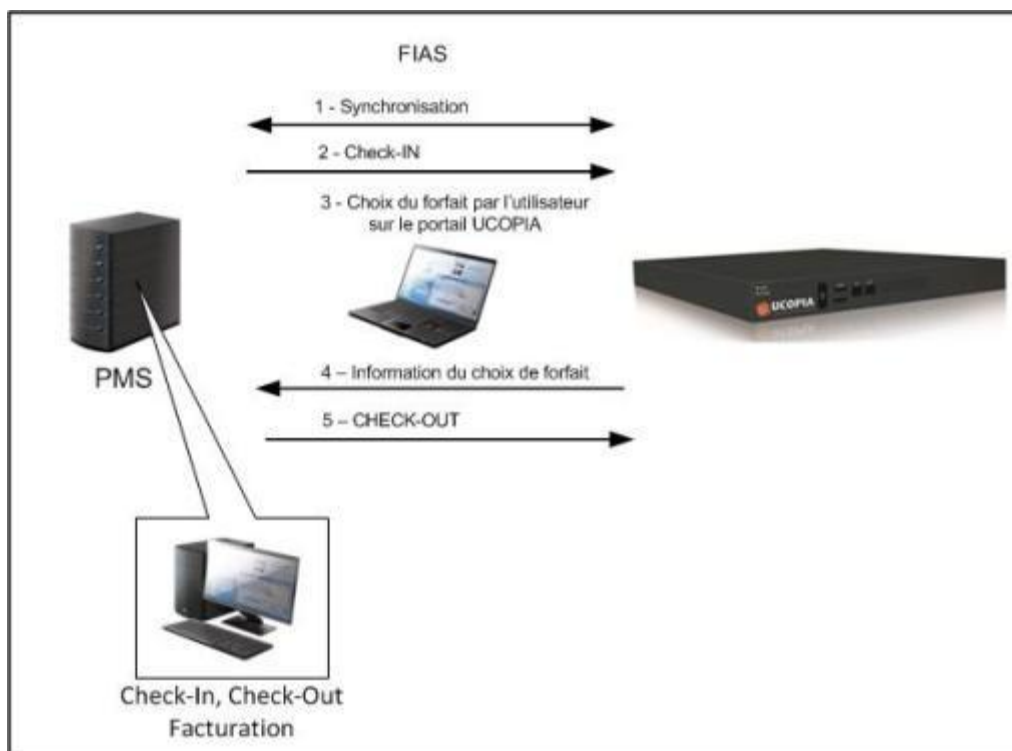 FIAS
1 - Synchronisation
2 - Check-IN
3 - Choix du forfait par l'utilisateur
sur le portail UCOPIA
UCOPIA
PMS
4 – Information du choix de forfait
5 – CHECK-OUT
Check-In, Check-Out
Facturation